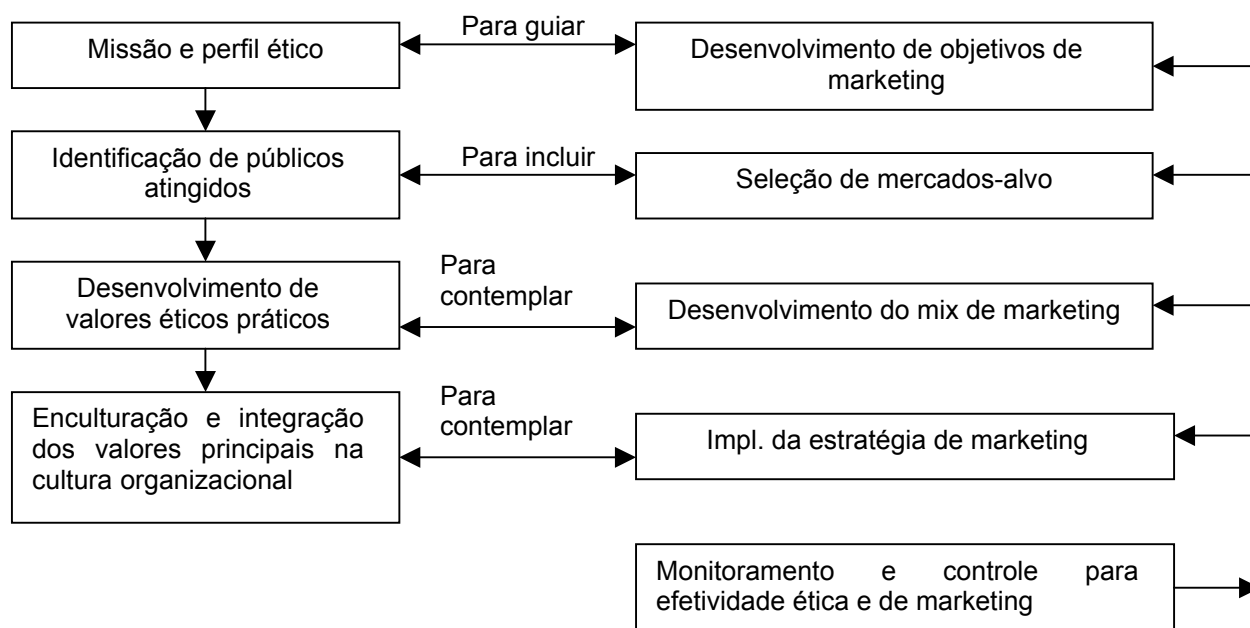 Missão e perfil ético
Para guiar
Desenvolvimento de objetivos de
marketing
Identificação de públicos
atingidos
Para incluir
Seleção de mercados-alvo
Desenvolvimento de
valores éticos práticos
Para
contemplar
Desenvolvimento do mix de marketing
Enculturação e integração
dos valores principais na
cultura organizacional
Para
contemplar
Impl. da estratégia de marketing
Monitoramento e controle para
efetividade ética e de marketing